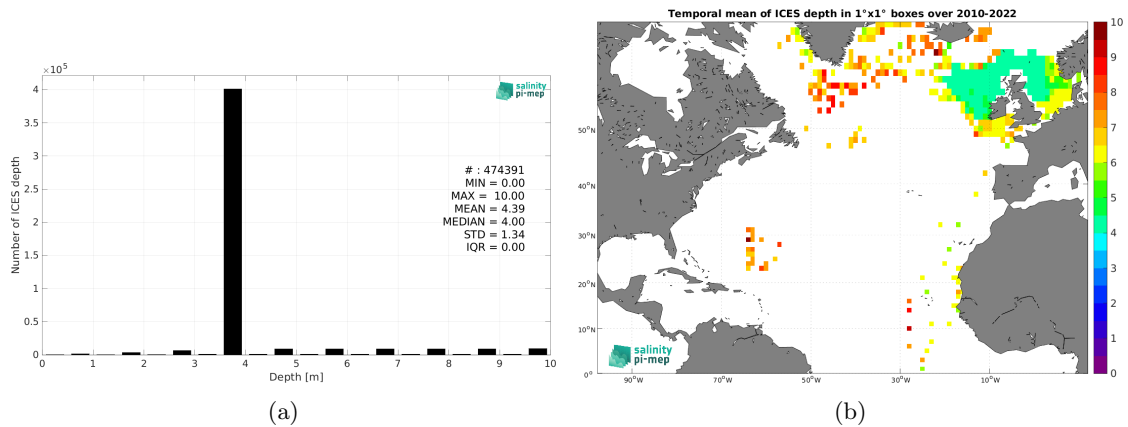 ×10⁵
4
3.5
3
2.5
2
1.5
1
0.5
0
Number of ICES depth
salinity
pi-mep
# : 474391
MIN = 0.00
MAX = 10.00
MEAN = 4.39
MEDIAN = 4.00
STD = 1.34
IQR = 0.00
0 1 2 3 4 5 6 7 8 9 10
Depth [m]
(a)
Temporal mean of ICES depth in 1°x1° boxes over 2010-2022
50°N
40°N
30°N
20°N
10°N
0°
90°W 70°W 50°W 30°W 10°W
salinity
pi-mep
10
9
8
7
6
5
4
3
2
1
0
(b)